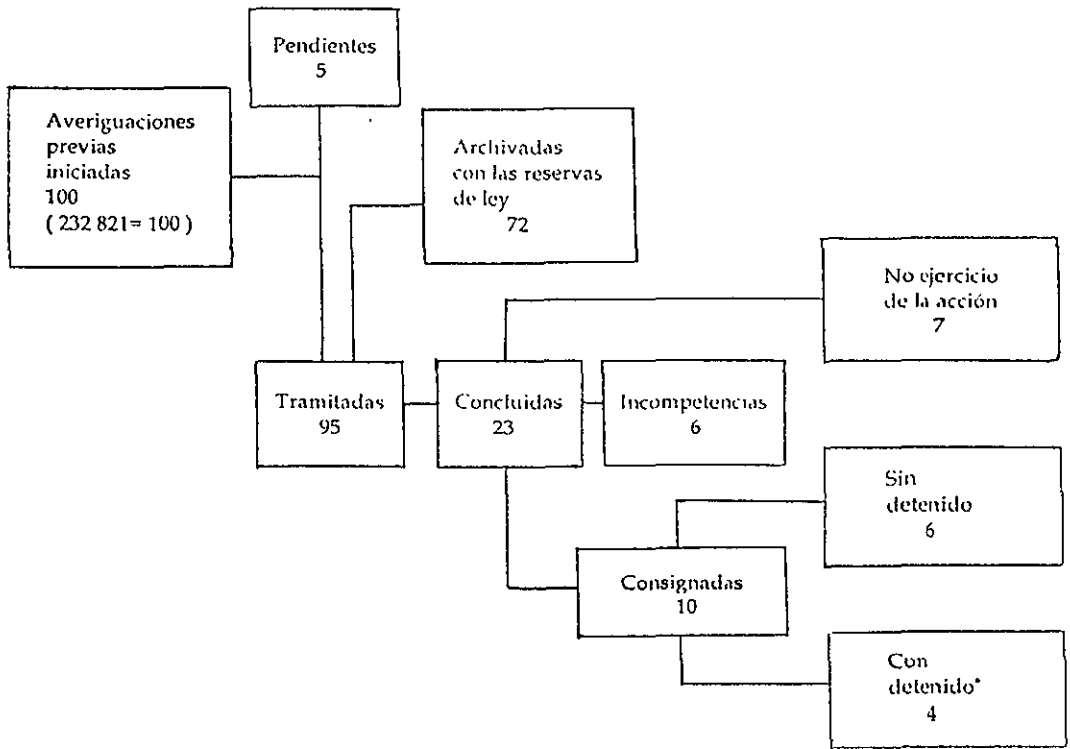 Pendientes
5
Averiguaciones
previas
iniciadas
100
( 232 821= 100 )
Archivadas
con las reservas
de ley
72
No ejercicio
de la acción
7
Tramitadas
95
Concluidas
23
Incompetencias
6
Sin
detenido
6
Consignadas
10
Con
detenido*
4